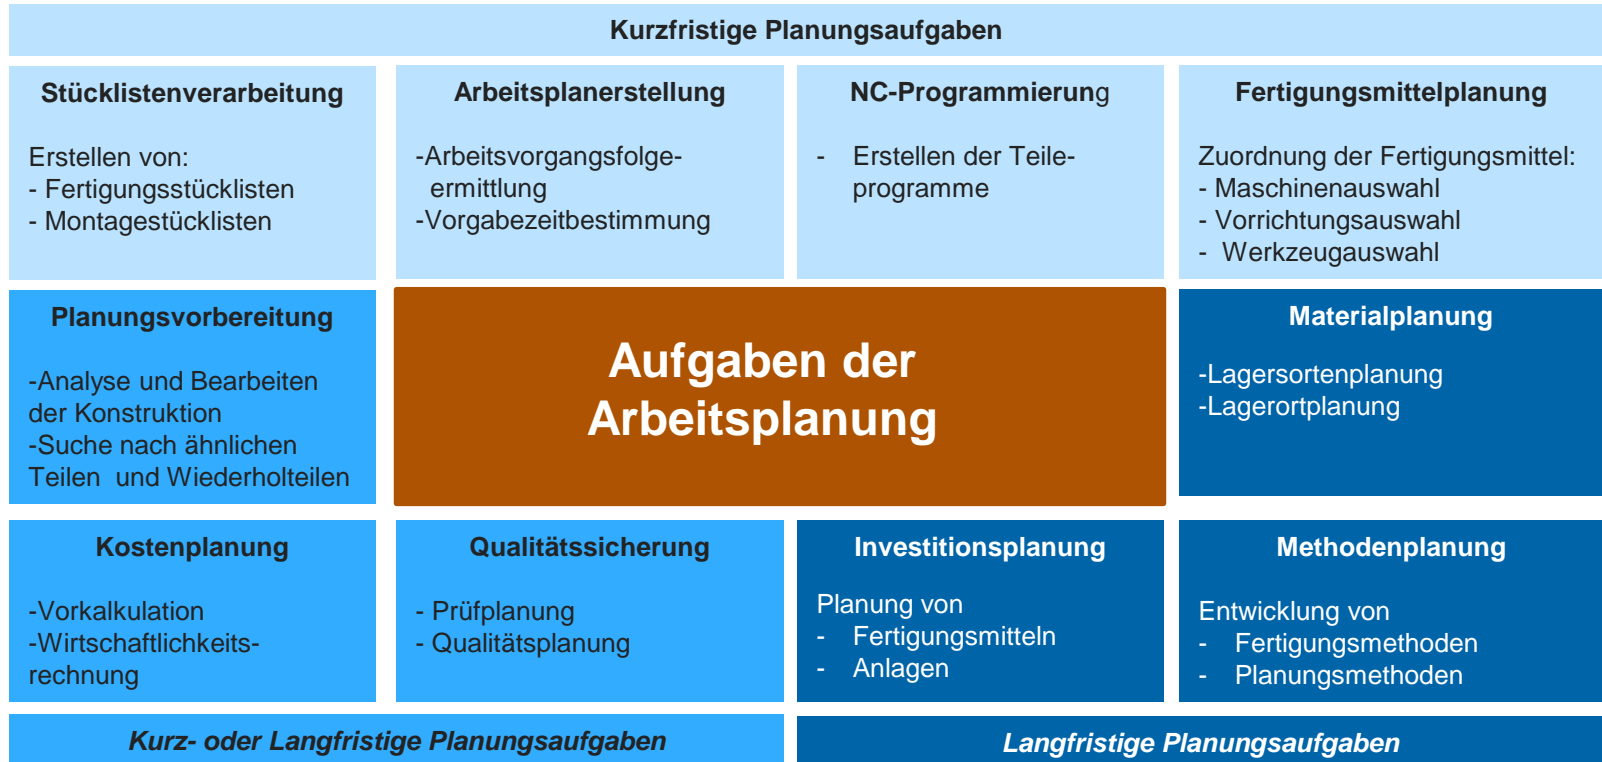 Kurzfristige Planungsaufgaben
Stücklistenverarbeitung
Erstellen von:
- Fertigungsstücklisten
- Montagestücklisten
Arbeitsplanerstellung
-Arbeitsvorgangsfolge-
ermittlung
-Vorgabezeitbestimmung
NC-Programmierung
- Erstellen der Teile-
programme
Fertigungsmittelplanung
Zuordnung der Fertigungsmittel:
- Maschinenauswahl
- Vorrichtungsauswahl
- Werkzeugauswahl
Planungsvorbereitung
-Analyse und Bearbeiten
der Konstruktion
-Suche nach ähnlichen
Teilen und Wiederholteilen
Aufgaben der
Arbeitsplanung
Materialplanung
-Lagersortenplanung
-Lagerortplanung
Kostenplanung
-Vorkalkulation
-Wirtschaftlichkeits-
rechnung
Qualitätssicherung
- Prüfplanung
- Qualitätsplanung
Investitionsplanung
Planung von
- Fertigungsmitteln
- Anlagen
Methodenplanung
Entwicklung von
- Fertigungsmethoden
- Planungsmethoden
Kurz- oder Langfristige Planungsaufgaben
Langfristige Planungsaufgaben